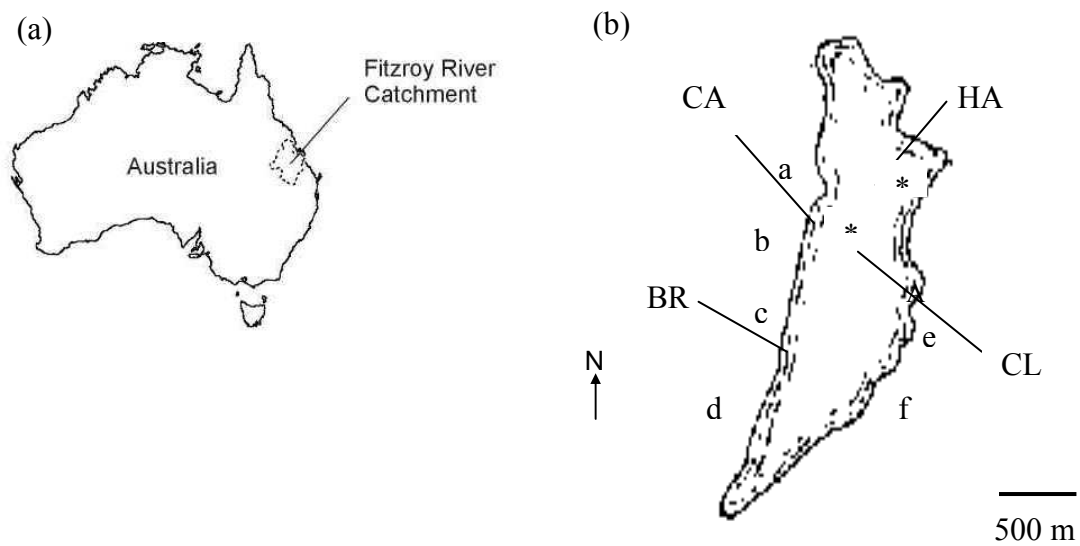 (a)
Fitzroy River
Catchment
Australia
(b)
CA
HA
a
*
b
*
BR
c
A
e
CL
N
d
f
500 m